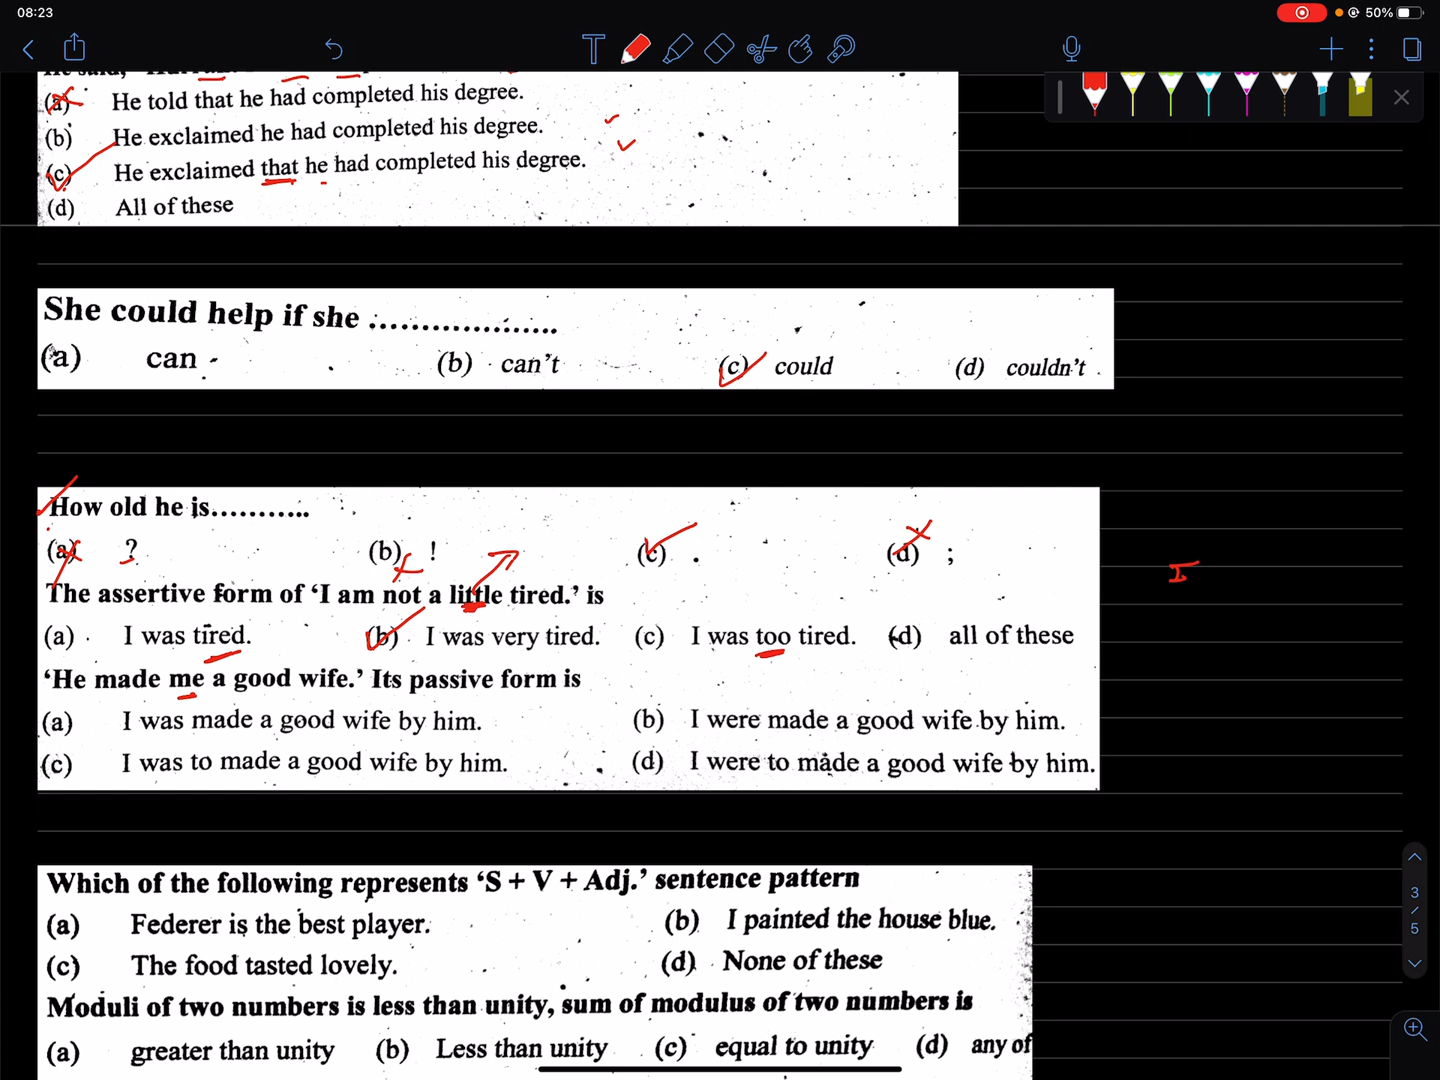 08:23
50%
(a) He told that he had completed his degree.
(b) He exclaimed he had completed his degree.
(c) He exclaimed that he had completed his degree.
(d) All of these
She could help if she ...................
(a) can (b) can't (c) could (d) couldn't
How old he is...........
(a) ? (b) ! (c) . (d) ;
The assertive form of 'I am not a little tired.' is
(a) I was tired. (b) I was very tired. (c) I was too tired. (d) all of these
'He made me a good wife.' Its passive form is
(a) I was made a good wife by him. (b) I were made a good wife by him.
(c) I was to made a good wife by him. (d) I were to made a good wife by him.
I
Which of the following represents 'S + V + Adj.' sentence pattern
(a) Federer is the best player. (b) I painted the house blue.
(c) The food tasted lovely. (d) None of these
Moduli of two numbers is less than unity, sum of modulus of two numbers is
(a) greater than unity (b) Less than unity (c) equal to unity (d) any of
3
/
5